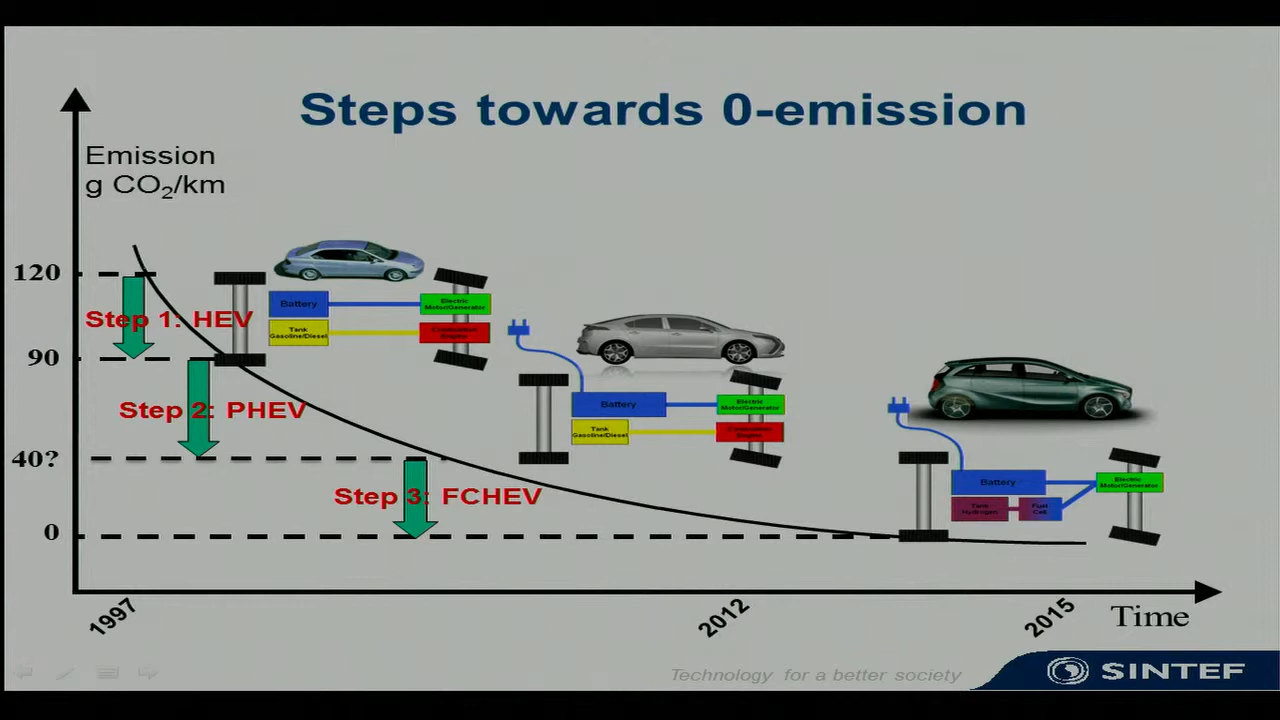 Steps towards 0-emission
Emission
g CO₂/km
120
Step 1: HEV
Battery
Electric
Motor/Generator
Tank
Gasoline/Diesel
Combustion
Engine
90
Step 2: PHEV
Battery
Electric
Motor/Generator
Tank
Gasoline/Diesel
Combustion
Engine
40?
Step 3: FCHEV
Battery
Electric
Motor/Generator
Tank
Hydrogen
Fuel
Cell
0
1997
2012
2015
Time
Technology for a better society
SINTEF